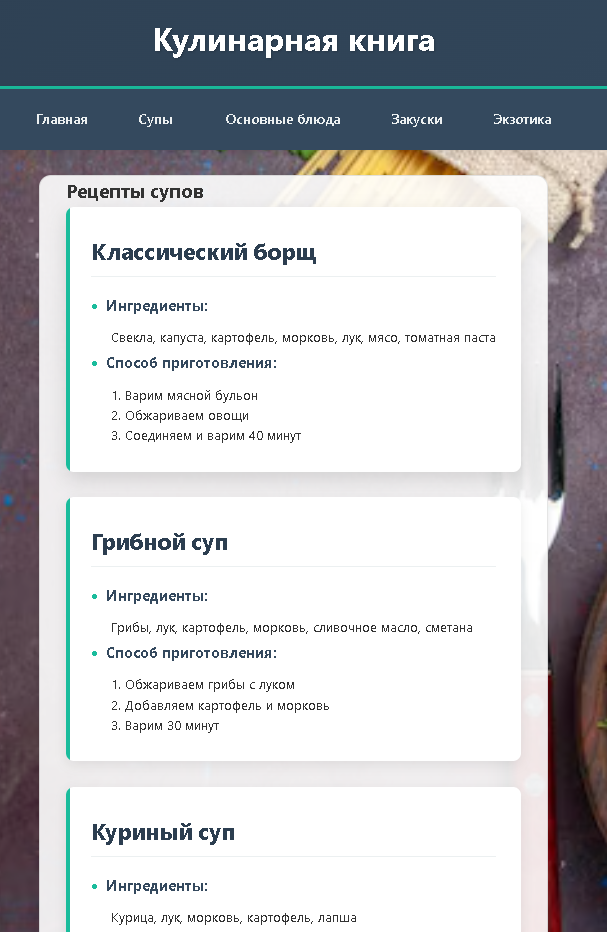 Кулинарная книга
Главная Супы Основные блюда Закуски Экзотика
Рецепты супов
Классический борщ
Ингредиенты:
Свекла, капуста, картофель, морковь, лук, мясо, томатная паста
Способ приготовления:
1. Варим мясной бульон
2. Обжариваем овощи
3. Соединяем и варим 40 минут
Грибной суп
Ингредиенты:
Грибы, лук, картофель, морковь, сливочное масло, сметана
Способ приготовления:
1. Обжариваем грибы с луком
2. Добавляем картофель и морковь
3. Варим 30 минут
Куриный суп
Ингредиенты:
Курица, лук, морковь, картофель, лапша